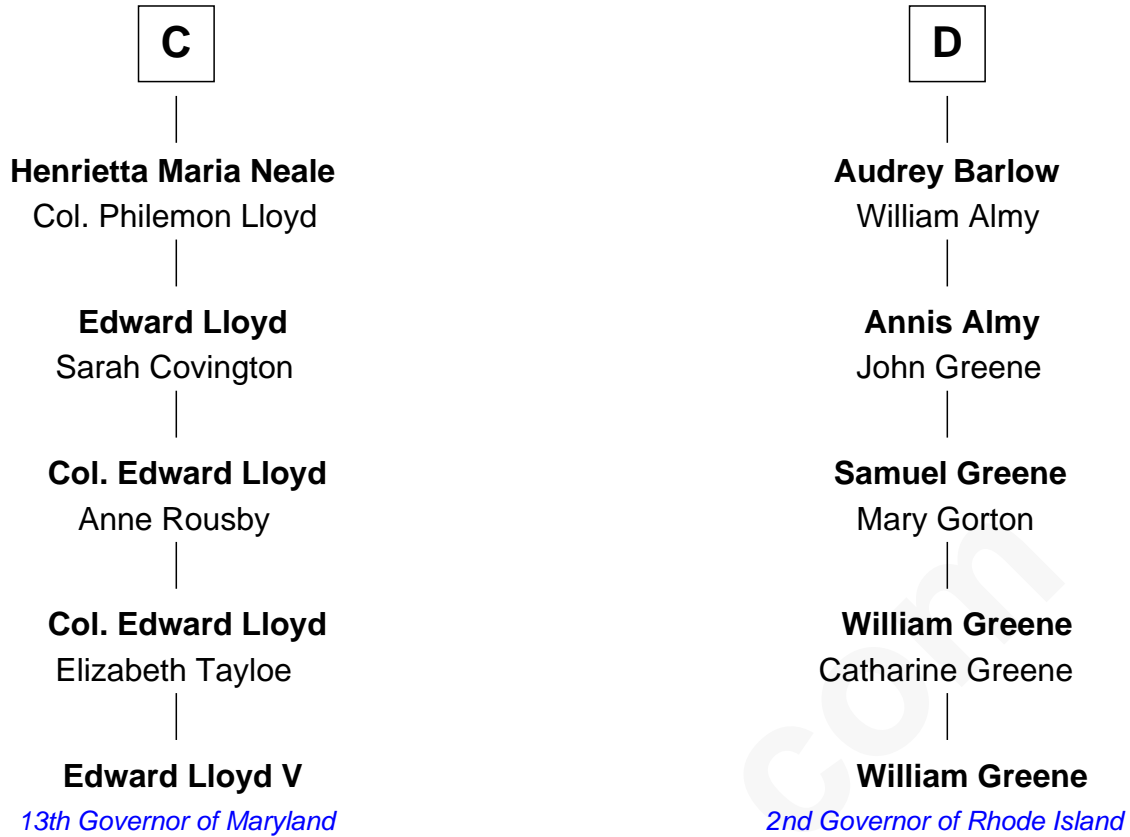 C
Henrietta Maria Neale
Col. Philemon Lloyd
Edward Lloyd
Sarah Covington
Col. Edward Lloyd
Anne Rousby
Col. Edward Lloyd
Elizabeth Tayloe
Edward Lloyd V
13th Governor of Maryland
D
Audrey Barlow
William Almy
Annis Almy
John Greene
Samuel Greene
Mary Gorton
William Greene
Catharine Greene
William Greene
2nd Governor of Rhode Island
com